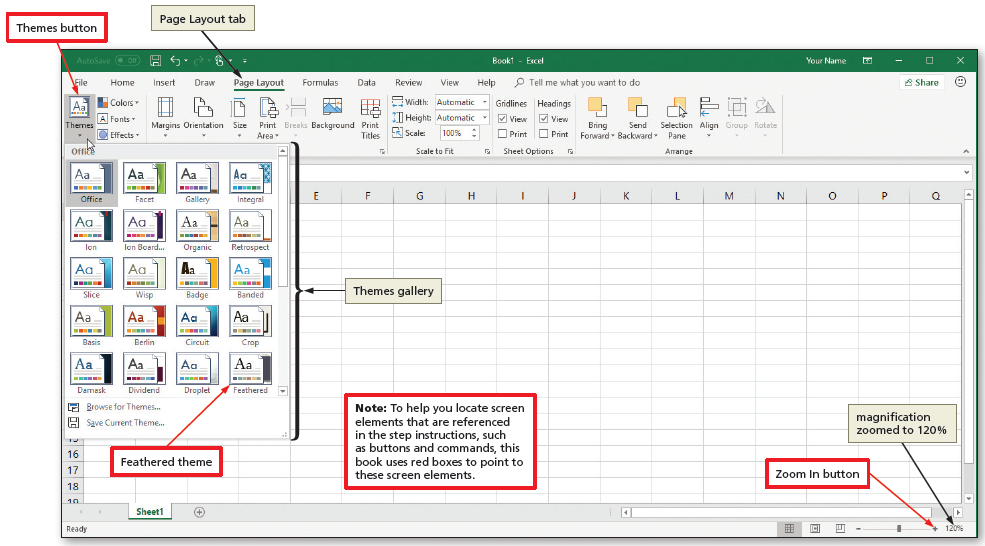 Themes button
Page Layout tab
AutoSave Off
Book1 - Excel
Your Name
File Home Insert Draw Page Layout Formulas Data Review View Help Tell me what you want to do
Share
Themes
Colors
Fonts
Effects
Margins Orientation Size Print Area Breaks Background Print Titles
Width: Automatic
Height: Automatic
Scale: 100%
Scale to Fit
Gridlines Headings
View View
Print Print
Sheet Options
Bring Forward Send Backward Selection Pane Align Group Rotate
Arrange
Office
Office Facet Gallery Integral
Ion Ion Board... Organic Retrospect
Slice Wisp Badge Banded
Basis Berlin Circuit Crop
Damask Dividend Droplet Feathered
Browse for Themes...
Save Current Theme...
E F G H I J K L M N O P Q
Themes gallery
Note: To help you locate screen
elements that are referenced
in the step instructions, such
as buttons and commands, this
book uses red boxes to point to
these screen elements.
magnification
zoomed to 120%
Feathered theme
Zoom In button
15
16
17
18
19
Sheet1
Ready
120%